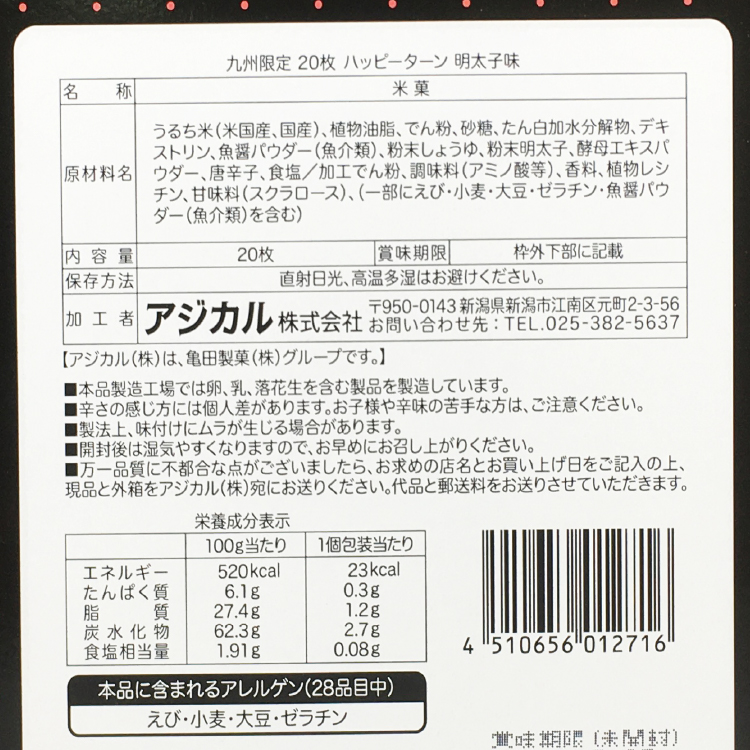 九州限定 20枚 ハッピーターン 明太子味
名称 米菓
原材料名 うるち米(米国産、国産)、植物油脂、でん粉、砂糖、たん白加水分解物、デキ
ストリン、魚醤パウダー(魚介類)、粉末しょうゆ、粉末明太子、酵母エキスパ
ウダー、唐辛子、食塩/加工でん粉、調味料(アミノ酸等)、香料、植物レシ
チン、甘味料(スクラロース)、(一部にえび・小麦・大豆・ゼラチン・魚醤パウ
ダー(魚介類)を含む)
内容量 20枚 賞味期限 枠外下部に記載
保存方法 直射日光、高温多湿はお避けください。
加工者 アジカル株式会社 〒950-0143 新潟県新潟市江南区元町2-3-56
お問い合わせ先:TEL.025-382-5637
【アジカル(株)は、亀田製菓(株)グループです。】
■本品製造工場では卵、乳、落花生を含む製品を製造しています。
■辛さの感じ方には個人差があります。お子様や辛味の苦手な方は、ご注意ください。
■製法上、味付けにムラが生じる場合があります。
■開封後は湿気やすくなりますので、お早めにお召し上がりください。
■万一品質に不都合な点がございましたら、お求めの店名とお買い上げ日をご記入の上、
現品と外箱をアジカル(株)宛にお送りください。代品と郵送料をお送りさせていただきます。
栄養成分表示
100g当たり 1個包装当たり
エネルギー 520kcal 23kcal
たんぱく質 6.1g 0.3g
脂質 27.4g 1.2g
炭水化物 62.3g 2.7g
食塩相当量 1.91g 0.08g
4 510656 012716
本品に含まれるアレルゲン(28品目中)
えび・小麦・大豆・ゼラチン
賞味期限(未開封)